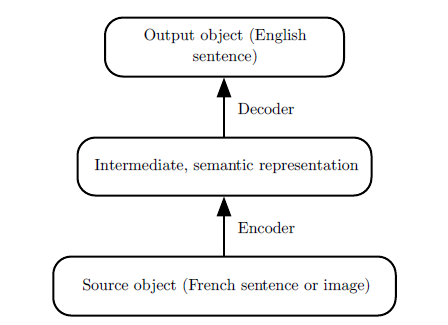 Output object (English
sentence)
Decoder
Intermediate, semantic representation
Encoder
Source object (French sentence or image)